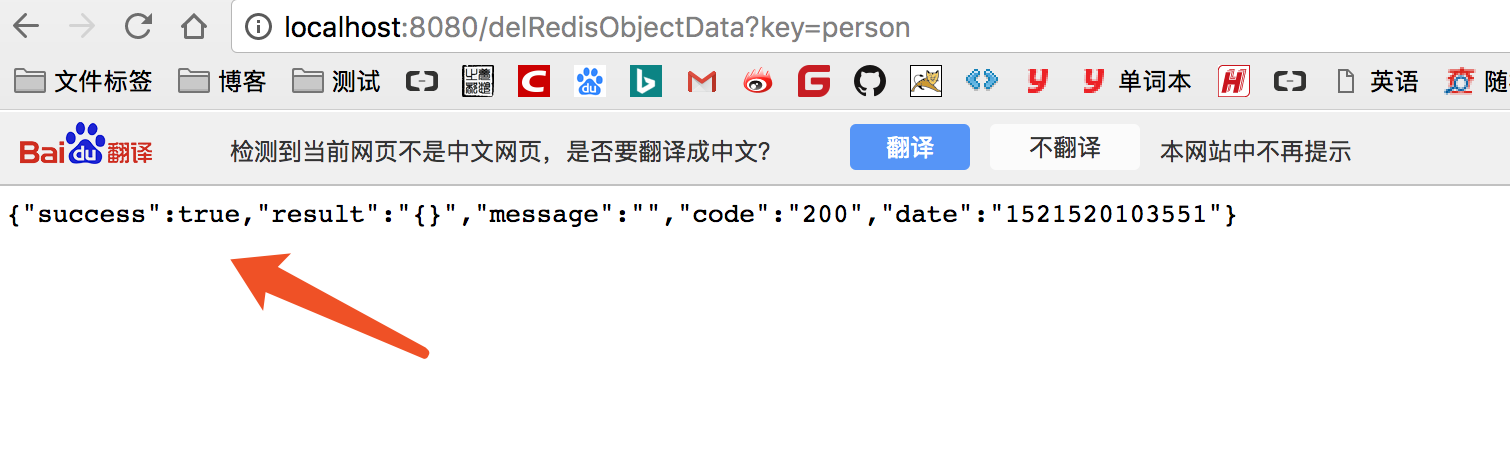 localhost:8080/delRedisObjectData?key=person
文件标签 博客 测试 单词本 英语 随
Bai du 翻译 检测到当前网页不是中文网页，是否要翻译成中文? 翻译 不翻译 本网站中不再提示
{"success":true,"result":"{}","message":"","code":"200","date":"1521520103551"}